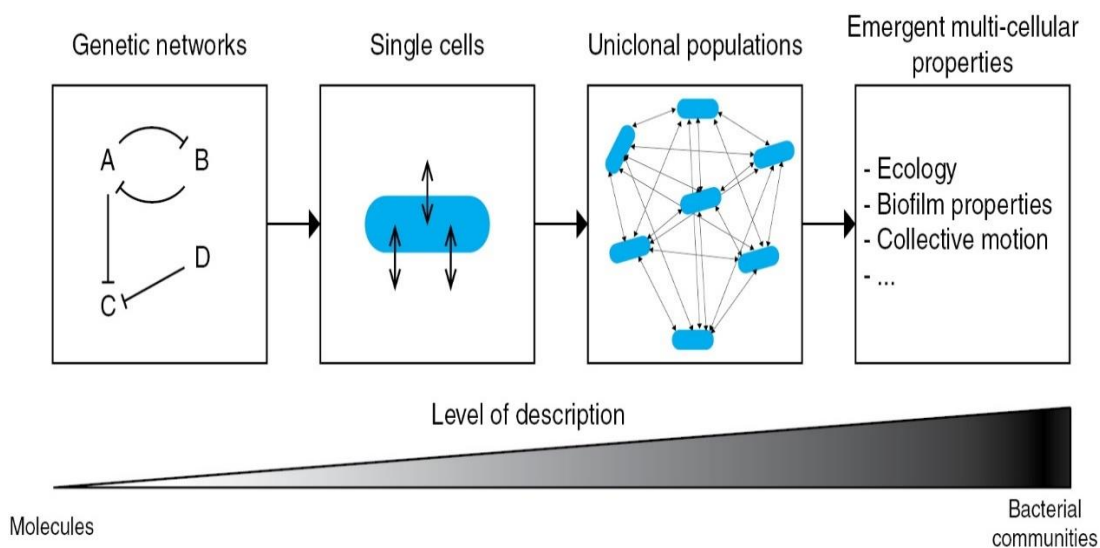 Genetic networks
Single cells
Uniclonal populations
Emergent multi-cellular
properties
A
B
D
C
- Ecology
- Biofilm properties
- Collective motion
- ...
Level of description
Molecules
Bacterial
communities